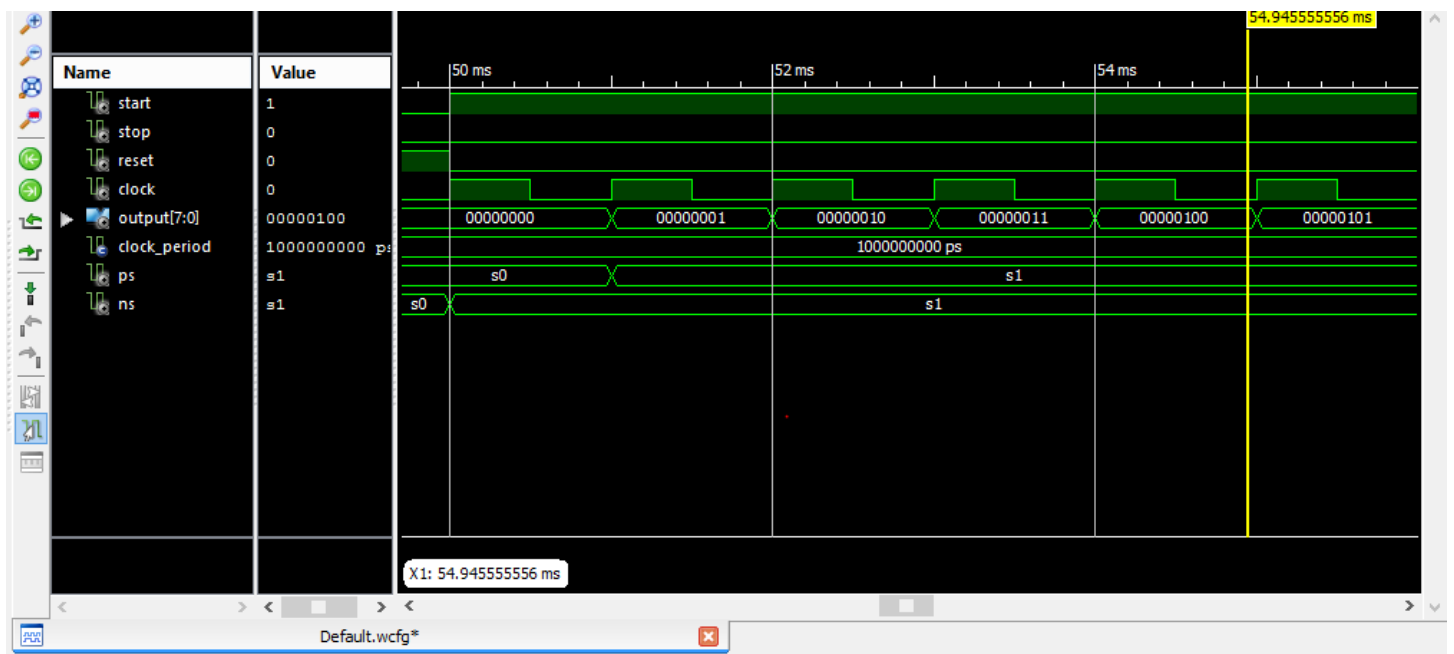 54.945555556 ms
Name Value 50 ms 52 ms 54 ms
start 1
stop 0
reset 0
clock 0
output[7:0] 00000100 00000000 00000001 00000010 00000011 00000100 00000101
clock_period 1000000000 ps 1000000000 ps
ps s1 s0 s1
ns s1 s0 s1
X1: 54.945555556 ms
Default.wcfg*